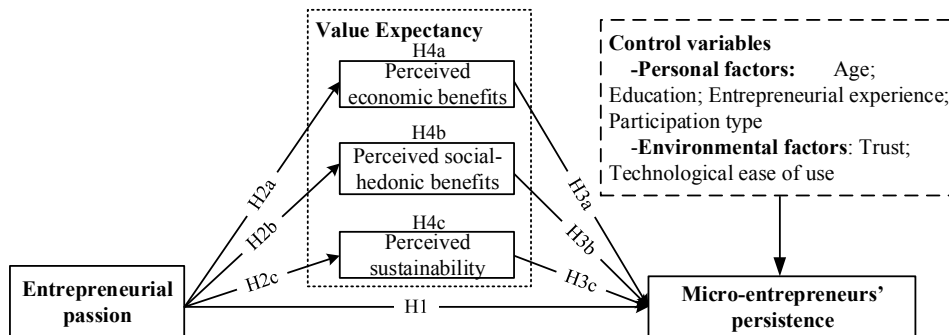 Value Expectancy
H4a
Perceived
economic benefits
H4b
Perceived social-
hedonic benefits
H4c
Perceived
sustainability
H2a
H2b
H2c
H3a
H3b
H3c
H1
Entrepreneurial
passion
Micro-entrepreneurs’
persistence
Control variables
-Personal factors: Age;
Education; Entrepreneurial experience;
Participation type
-Environmental factors: Trust;
Technological ease of use